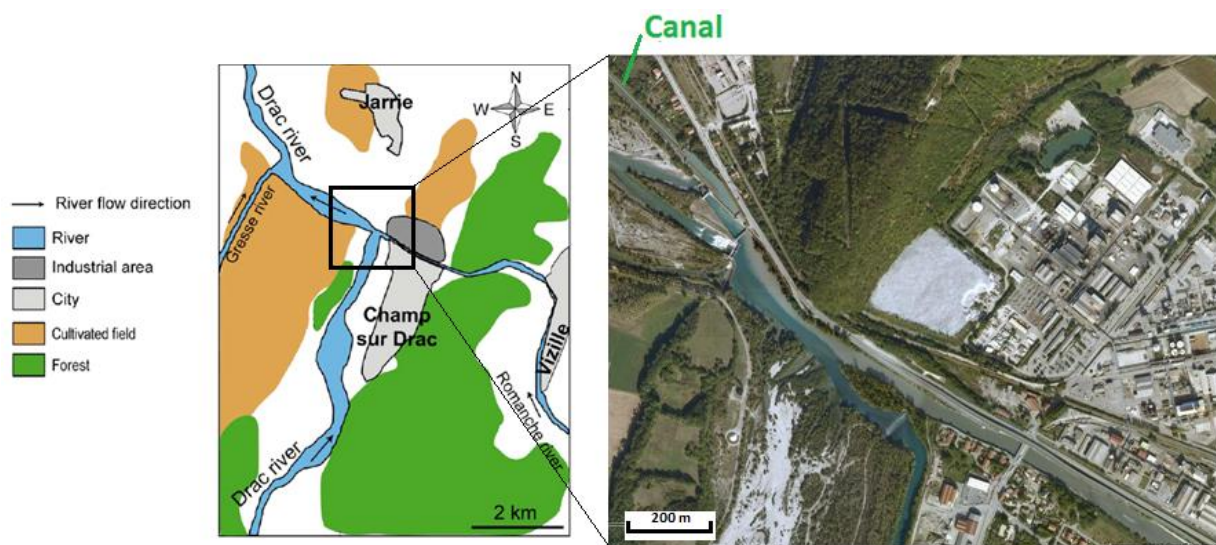 Canal
Jarrie
N
W E
S
Drac river
Gresse river
River flow direction
River
Industrial area
City
Cultivated field
Forest
Champ
sur Drac
Vizille
Romanche river
Drac river
2 km
200 m